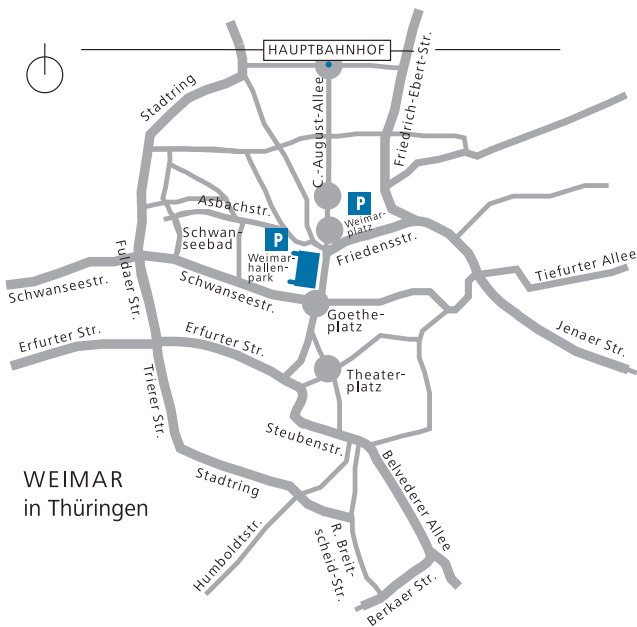 HAUPTBAHNHOF
Stadtring
C.-August-Allee
Friedrich-Ebert-Str.
Asbachstr.
P
Weimar-
platz
Schwan-
seebad
P
Weimar-
hallen-
park
Friedensstr.
Fuldaer Str.
Schwanseestr.
Schwanseestr.
Tiefurter Allee
Goethe-
platz
Erfurter Str.
Erfurter Str.
Jenaer Str.
Theater-
platz
Trierer Str.
Steubenstr.
Stadtring
Belvederer Allee
WEIMAR
in Thüringen
Humboldtstr.
R. Breit-
scheid-Str.
Berkaer Str.